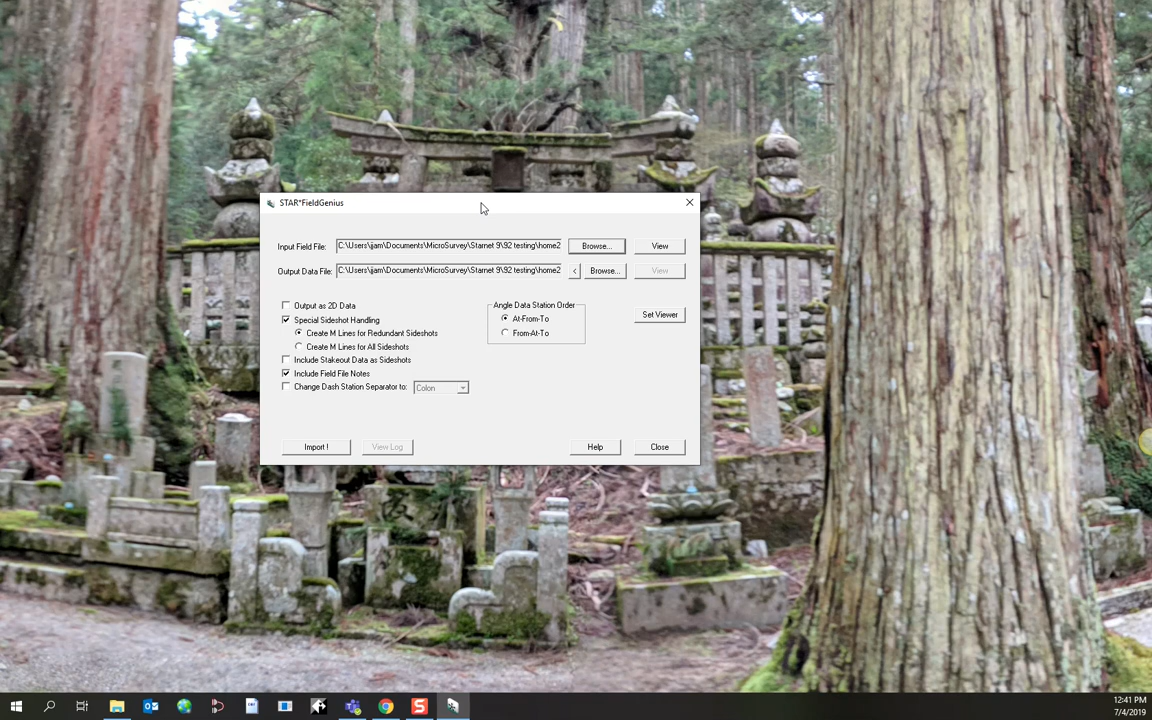 STAR*FieldGenius
Input Field File: C:\Users\jjam\Documents\MicroSurvey\Starnet 9\92 testing\home2 Browse... View
Output Data File: C:\Users\jjam\Documents\MicroSurvey\Starnet 9\92 testing\home2 < Browse... View
Output as 2D Data
Angle Data Station Order
Special Sideshot Handling
At-From-To
Set Viewer
Create M Lines for Redundant Sideshots
From-At-To
Create M Lines for All Sideshots
Include Stakeout Data as Sideshots
Include Field File Notes
Change Dash Station Separator to: Colon
Import ! View Log Help Close
12:41 PM
7/4/2019